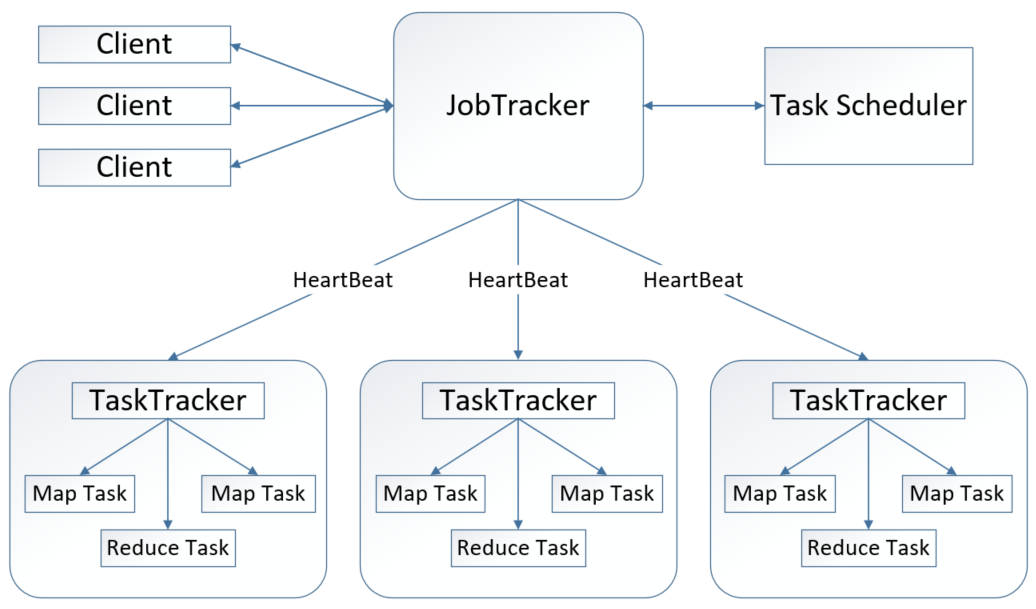 Client
Client
Client
JobTracker
Task Scheduler
HeartBeat
HeartBeat
HeartBeat
TaskTracker
Map Task
Map Task
Reduce Task
TaskTracker
Map Task
Map Task
Reduce Task
TaskTracker
Map Task
Map Task
Reduce Task